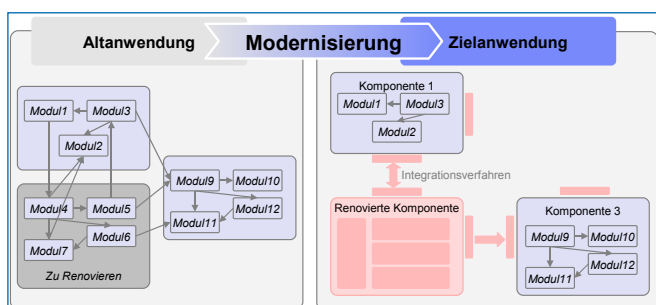 Altanwendung
Modernisierung
Zielanwendung
Modul1
Modul3
Modul2
Modul4
Modul5
Modul7
Modul6
Zu Renovieren
Modul9
Modul10
Modul11
Modul12
Komponente 1
Modul1
Modul3
Modul2
Integrationsverfahren
Renovierte Komponente
Komponente 3
Modul9
Modul10
Modul12
Modul11